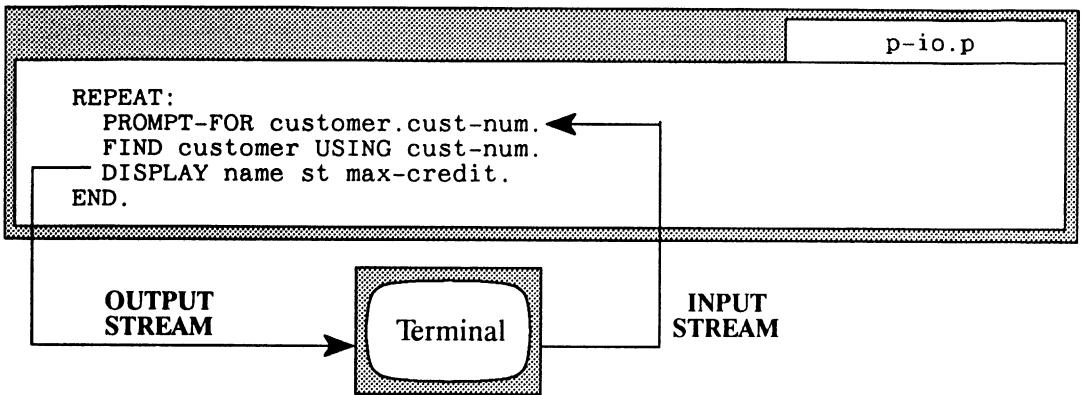 p-io.p
REPEAT:
PROMPT-FOR customer.cust-num.
FIND customer USING cust-num.
DISPLAY name st max-credit.
END.
OUTPUT
STREAM
Terminal
INPUT
STREAM